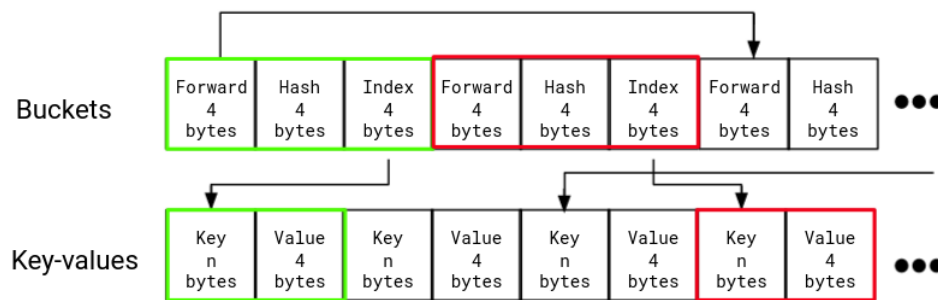 Buckets
Forward
4
bytes
Hash
4
bytes
Index
4
bytes
Forward
4
bytes
Hash
4
bytes
Index
4
bytes
Forward
4
bytes
Hash
4
bytes
Key-values
Key
n
bytes
Value
4
bytes
Key
n
bytes
Value
4
bytes
Key
n
bytes
Value
4
bytes
Key
n
bytes
Value
4
bytes